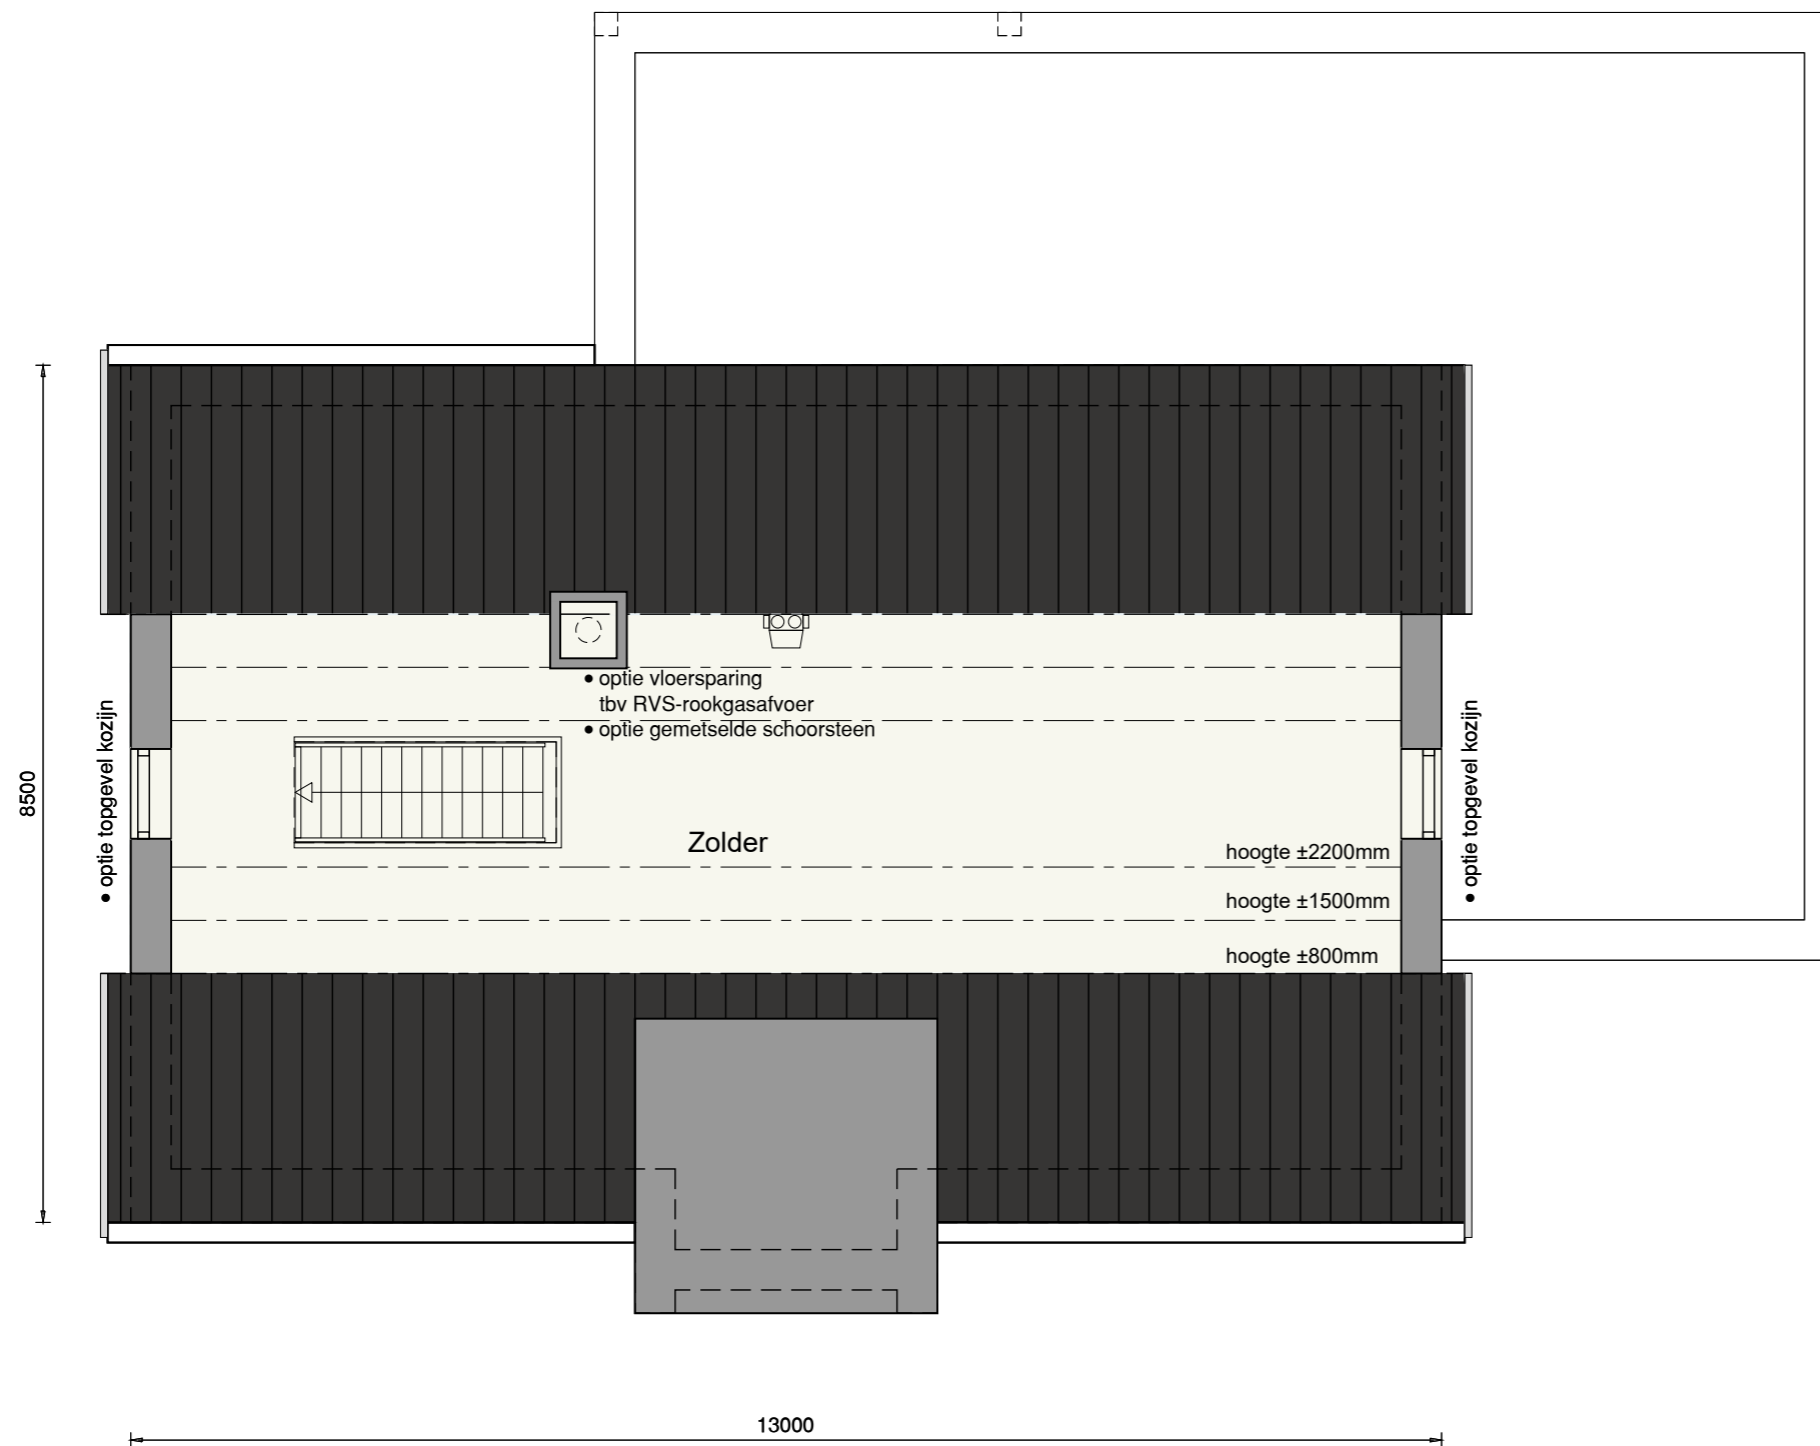 • optie vloersparing
tbv RVS-rookgasafvoer
• optie gemetselde schoorsteen
• optie topgevel kozijn
• optie topgevel kozijn
8500
Zolder
hoogte ±2200mm
hoogte ±1500mm
hoogte ±800mm
13000